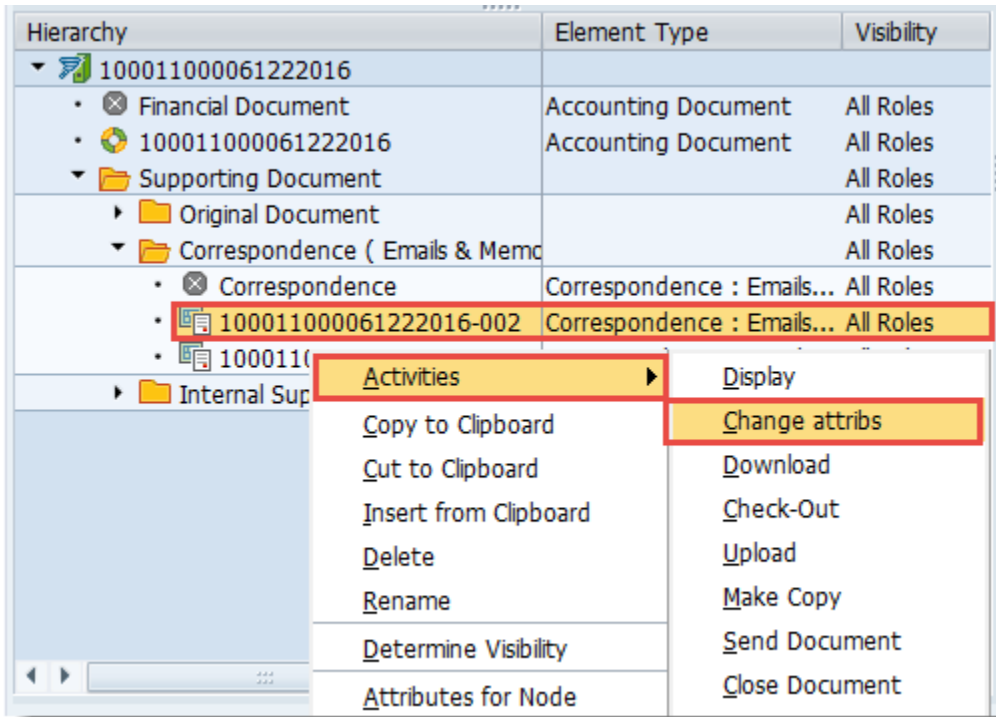 Hierarchy Element Type Visibility
100011000061222016
Financial Document Accounting Document All Roles
100011000061222016 Accounting Document All Roles
Supporting Document All Roles
Original Document All Roles
Correspondence ( Emails & Memo All Roles
Correspondence Correspondence : Emails... All Roles
100011000061222016-002 Correspondence : Emails... All Roles
1000110
Internal Sup
Activities
Copy to Clipboard
Cut to Clipboard
Insert from Clipboard
Delete
Rename
Determine Visibility
Attributes for Node
Display
Change attribs
Download
Check-Out
Upload
Make Copy
Send Document
Close Document